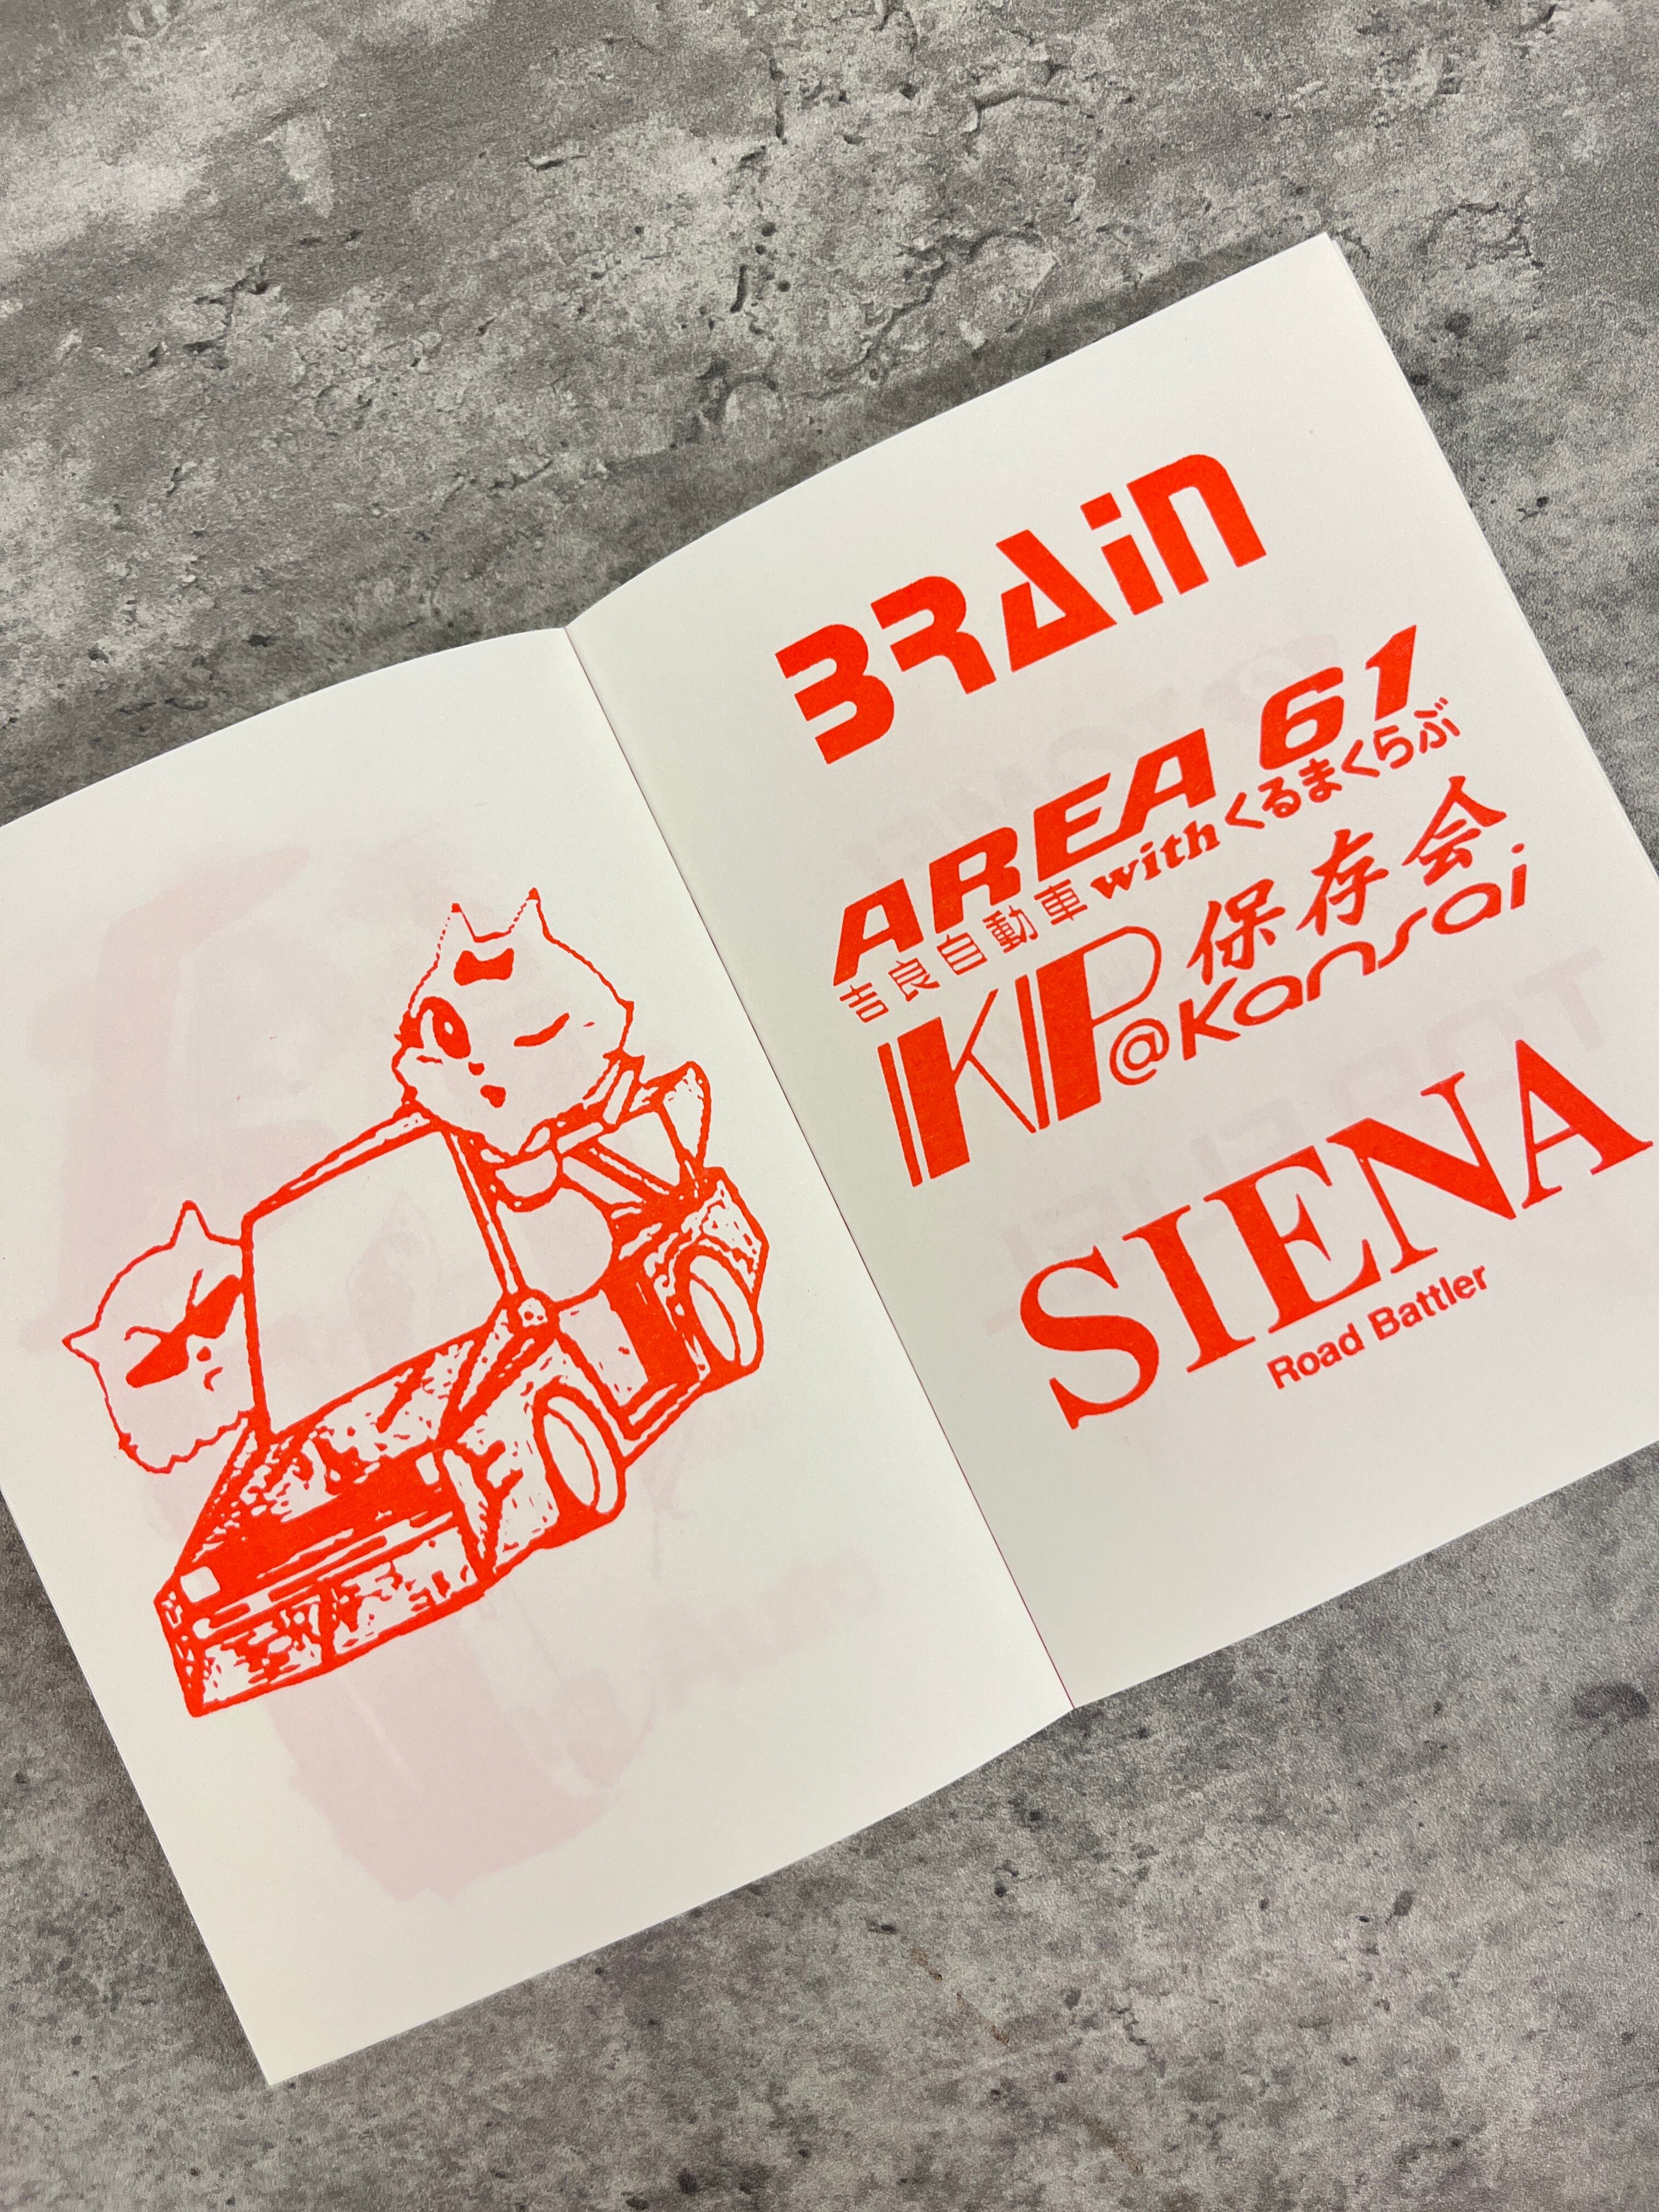 BRAin
AREA 61
吉良自動車withくるまくらぶ
KP保存会
@Kansai
SIENA
Road Battler